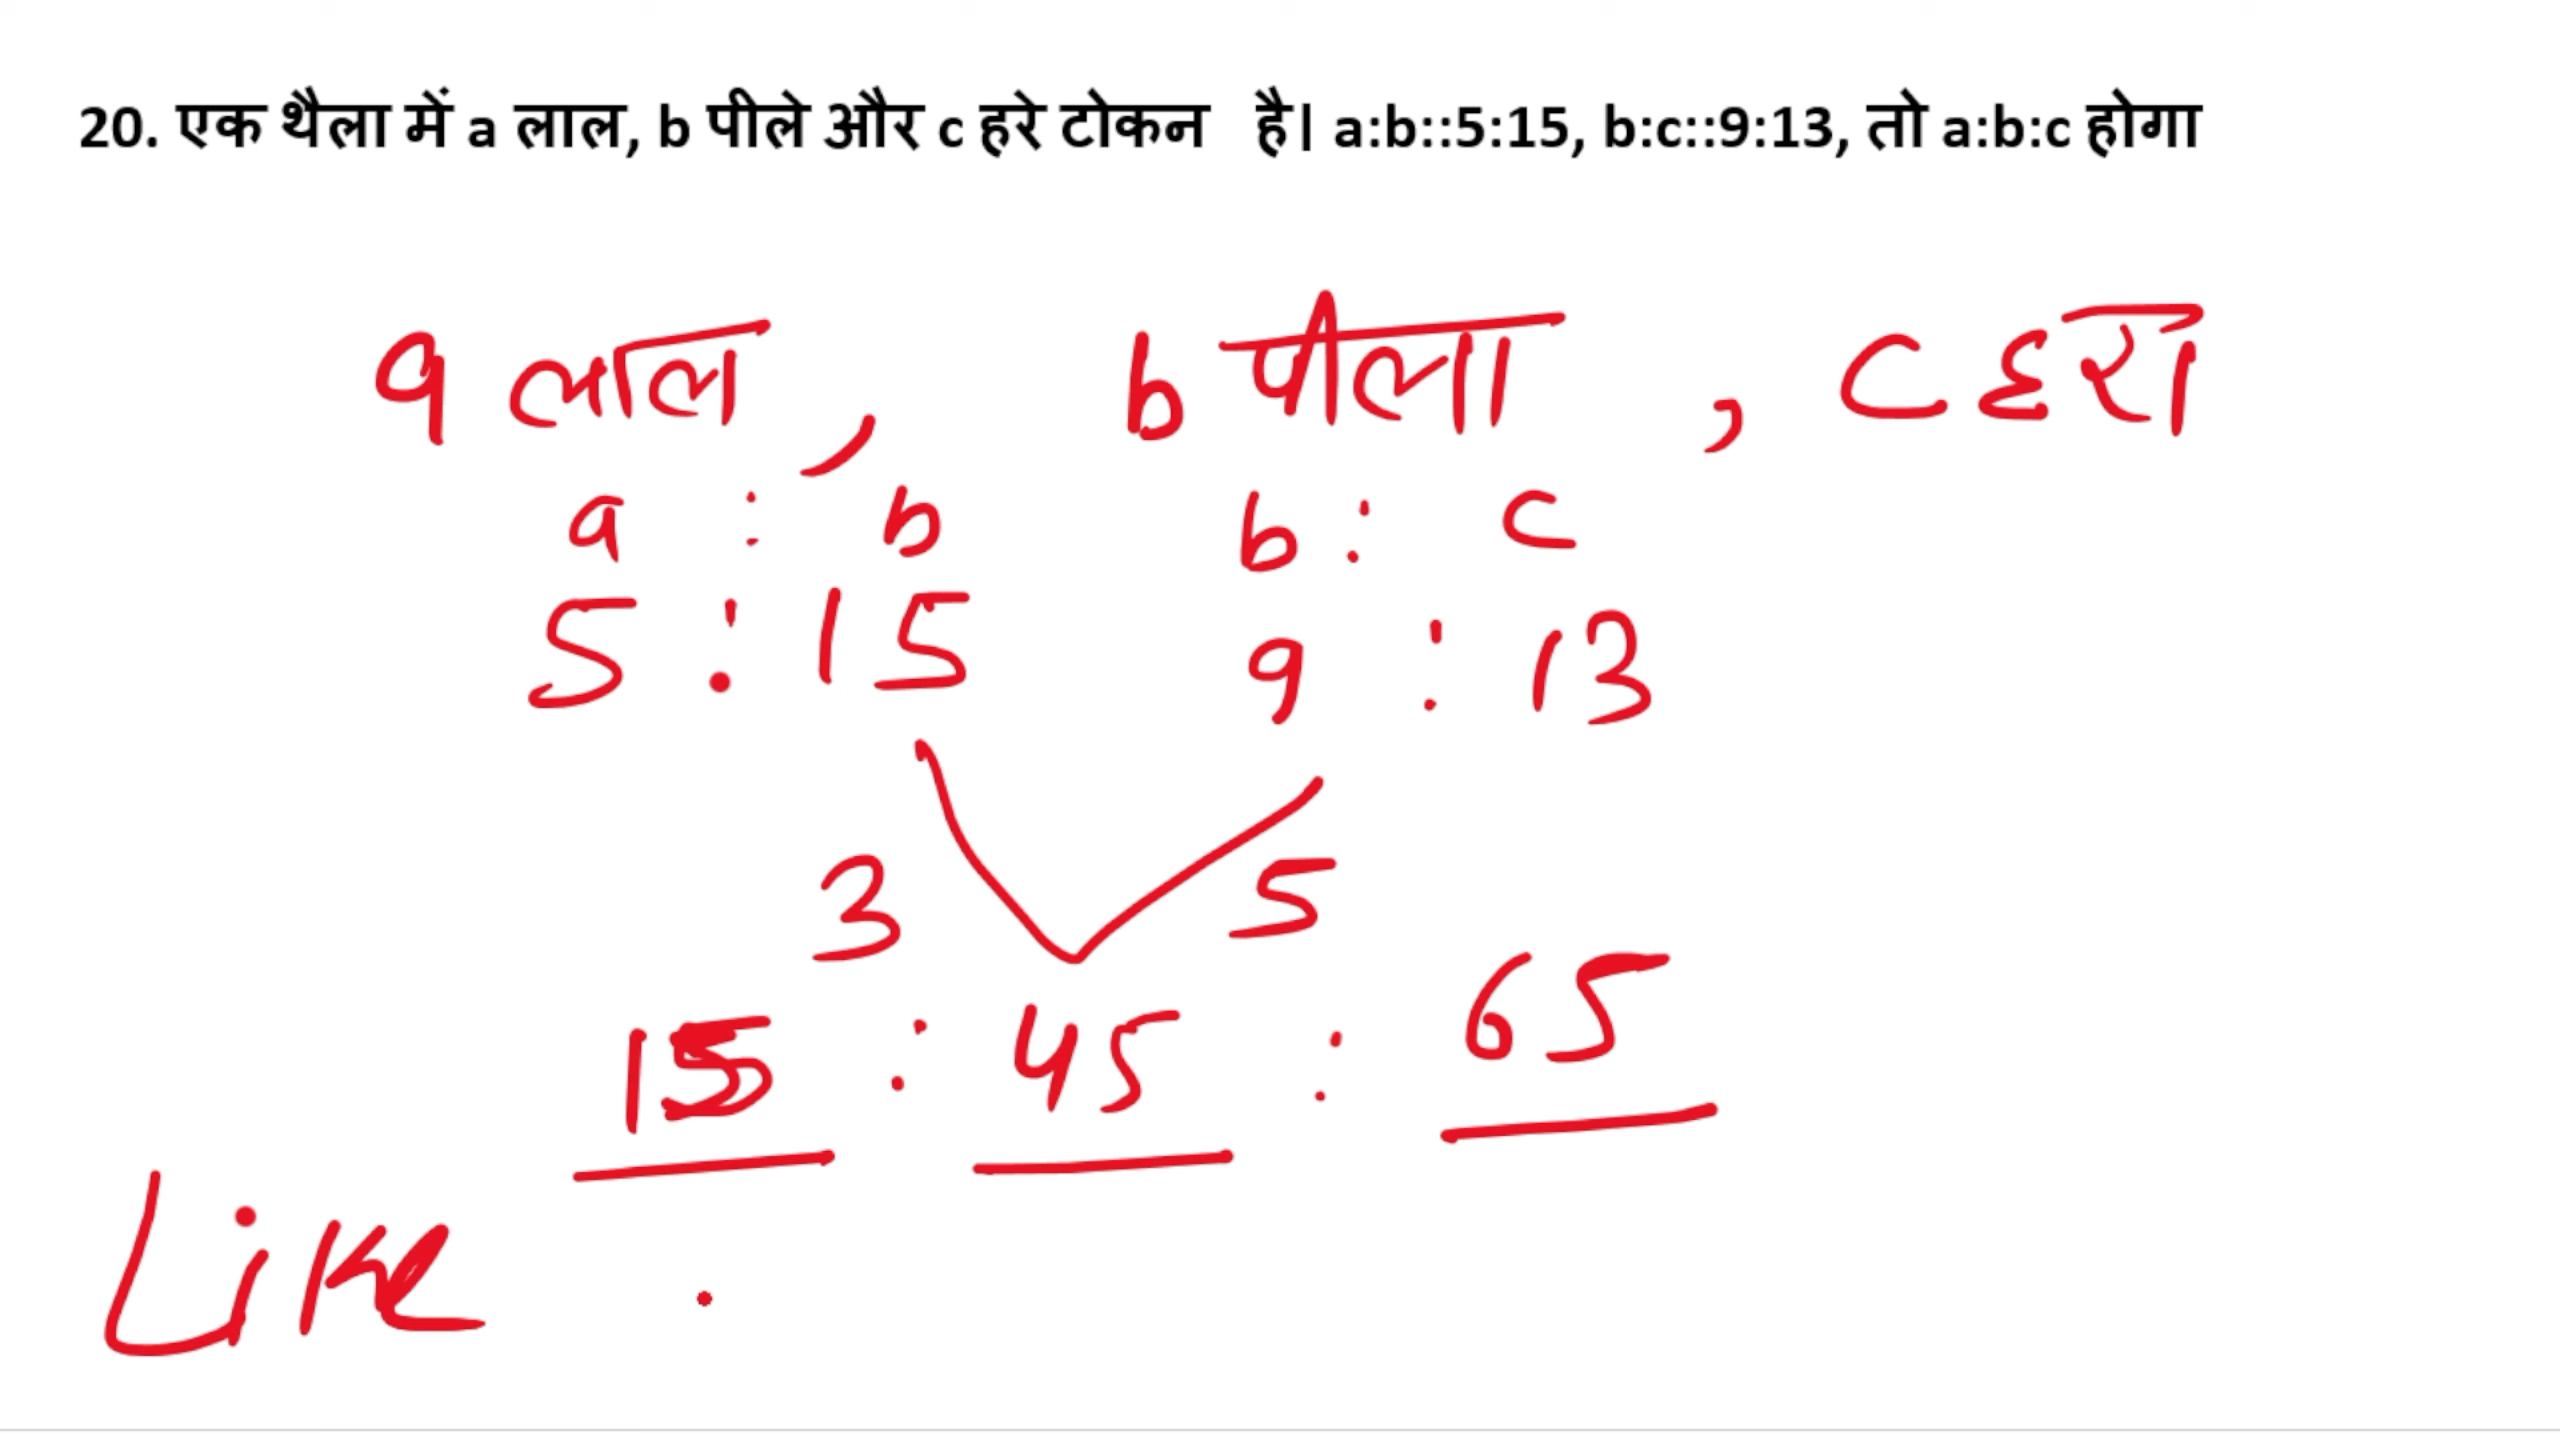 20. एक थैला में a लाल, b पीले और c हरे टोकन है। a:b::5:15, b:c::9:13, तो a:b:c होगा
a लाल, b पीला, c हरा
a : b b : c
5 : 15 9 : 13
3 5
15 : 45 : 65
Like